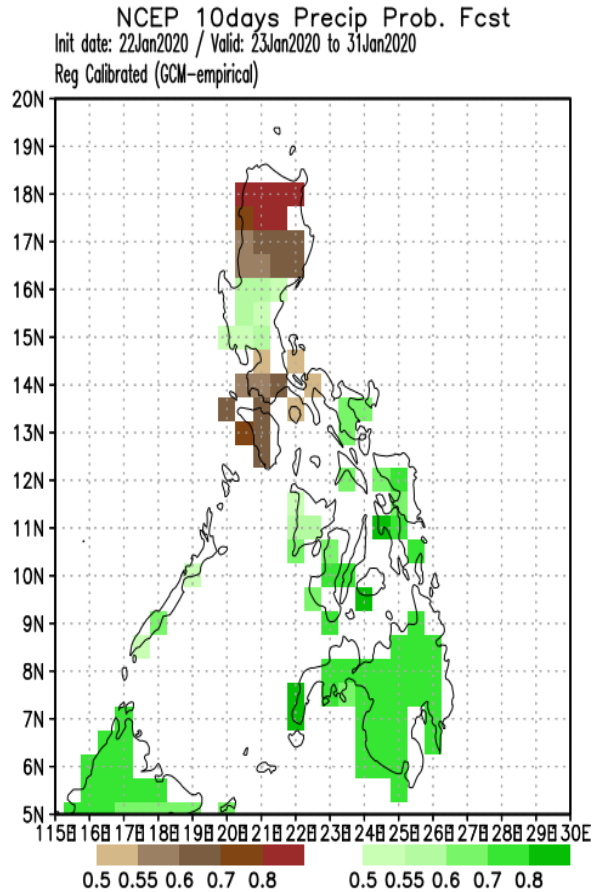 NCEP 10days Precip Prob. Fcst
Init date: 22Jan2020 / Valid: 23Jan2020 to 31Jan2020
Reg Calibrated (GCM-empirical)
20N
19N
18N
17N
16N
15N
14N
13N
12N
11N
10N
9N
8N
7N
6N
5N
115E 116E 117E 118E 119E 120E 121E 122E 123E 124E 125E 126E 127E 128E 129E 130E
0.5 0.55 0.6 0.7 0.8 0.5 0.55 0.6 0.7 0.8